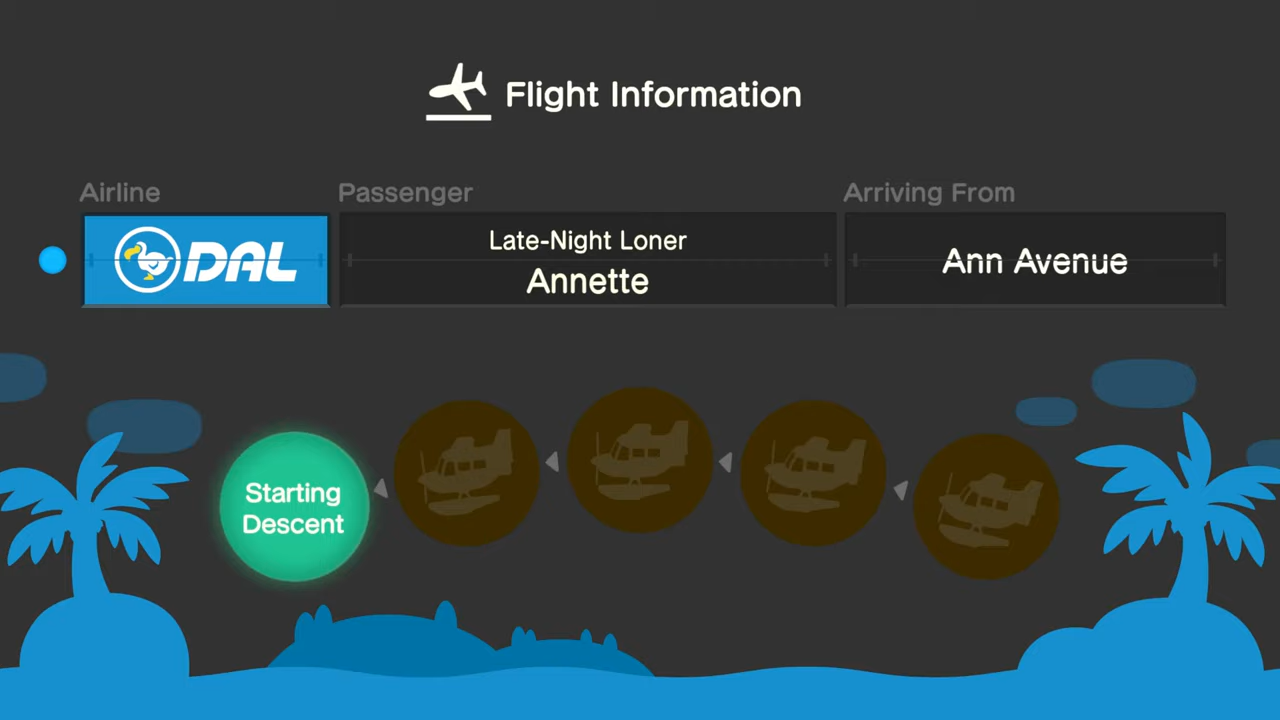 Flight Information
Airline
Passenger
Arriving From
DAL
Late-Night Loner
Annette
Ann Avenue
Starting
Descent